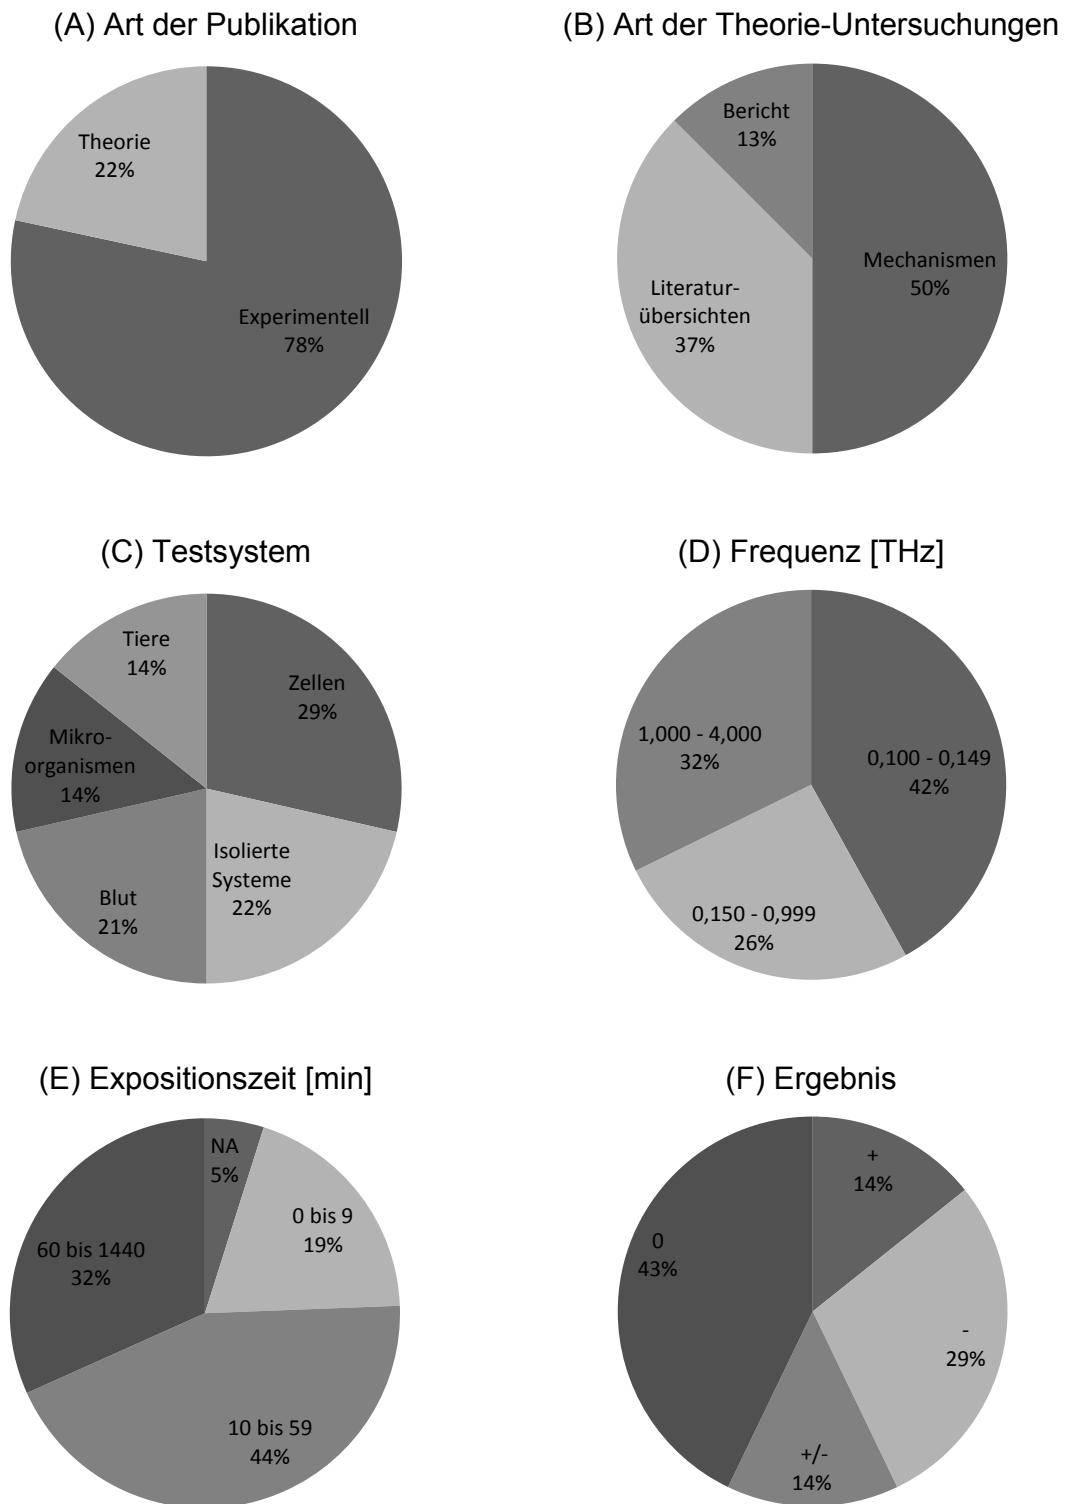 (A) Art der Publikation
Theorie
22%
Experimentell
78%
(B) Art der Theorie-Untersuchungen
Bericht
13%
Mechanismen
50%
Literatur-
übersichten
37%
(C) Testsystem
Tiere
14%
Zellen
29%
Mikro-
organismen
14%
Isolierte
Systeme
22%
Blut
21%
(D) Frequenz [THz]
1,000 - 4,000
32%
0,100 - 0,149
42%
0,150 - 0,999
26%
(E) Expositionszeit [min]
NA
5%
0 bis 9
19%
60 bis 1440
32%
10 bis 59
44%
(F) Ergebnis
+
14%
0
43%
-
29%
+/-
14%